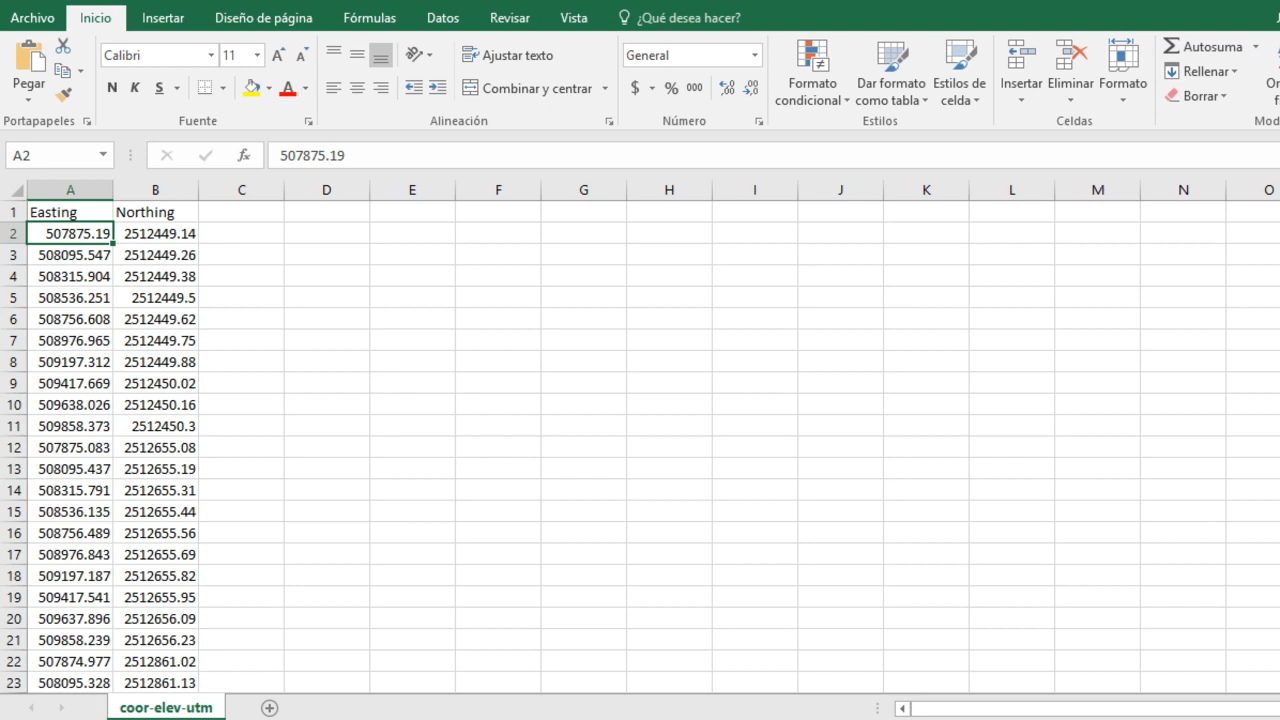 Archivo Inicio Insertar Diseño de página Fórmulas Datos Revisar Vista ¿Qué desea hacer?
Pegar
Calibri 11
N K S
Ajustar texto
Combinar y centrar
General
$ % 000
Formato condicional
Dar formato como tabla
Estilos de celda
Insertar Eliminar Formato
Autosuma
Rellenar
Borrar
Portapapeles Fuente Alineación Número Estilos Celdas
A2 fx 507875.19
A B C D E F G H I J K L M N O
1 Easting Northing
2 507875.19 2512449.14
3 508095.547 2512449.26
4 508315.904 2512449.38
5 508536.251 2512449.5
6 508756.608 2512449.62
7 508976.965 2512449.75
8 509197.312 2512449.88
9 509417.669 2512450.02
10 509638.026 2512450.16
11 509858.373 2512450.3
12 507875.083 2512655.08
13 508095.437 2512655.19
14 508315.791 2512655.31
15 508536.135 2512655.44
16 508756.489 2512655.56
17 508976.843 2512655.69
18 509197.187 2512655.82
19 509417.541 2512655.95
20 509637.896 2512656.09
21 509858.239 2512656.23
22 507874.977 2512861.02
23 508095.328 2512861.13
coor-elev-utm